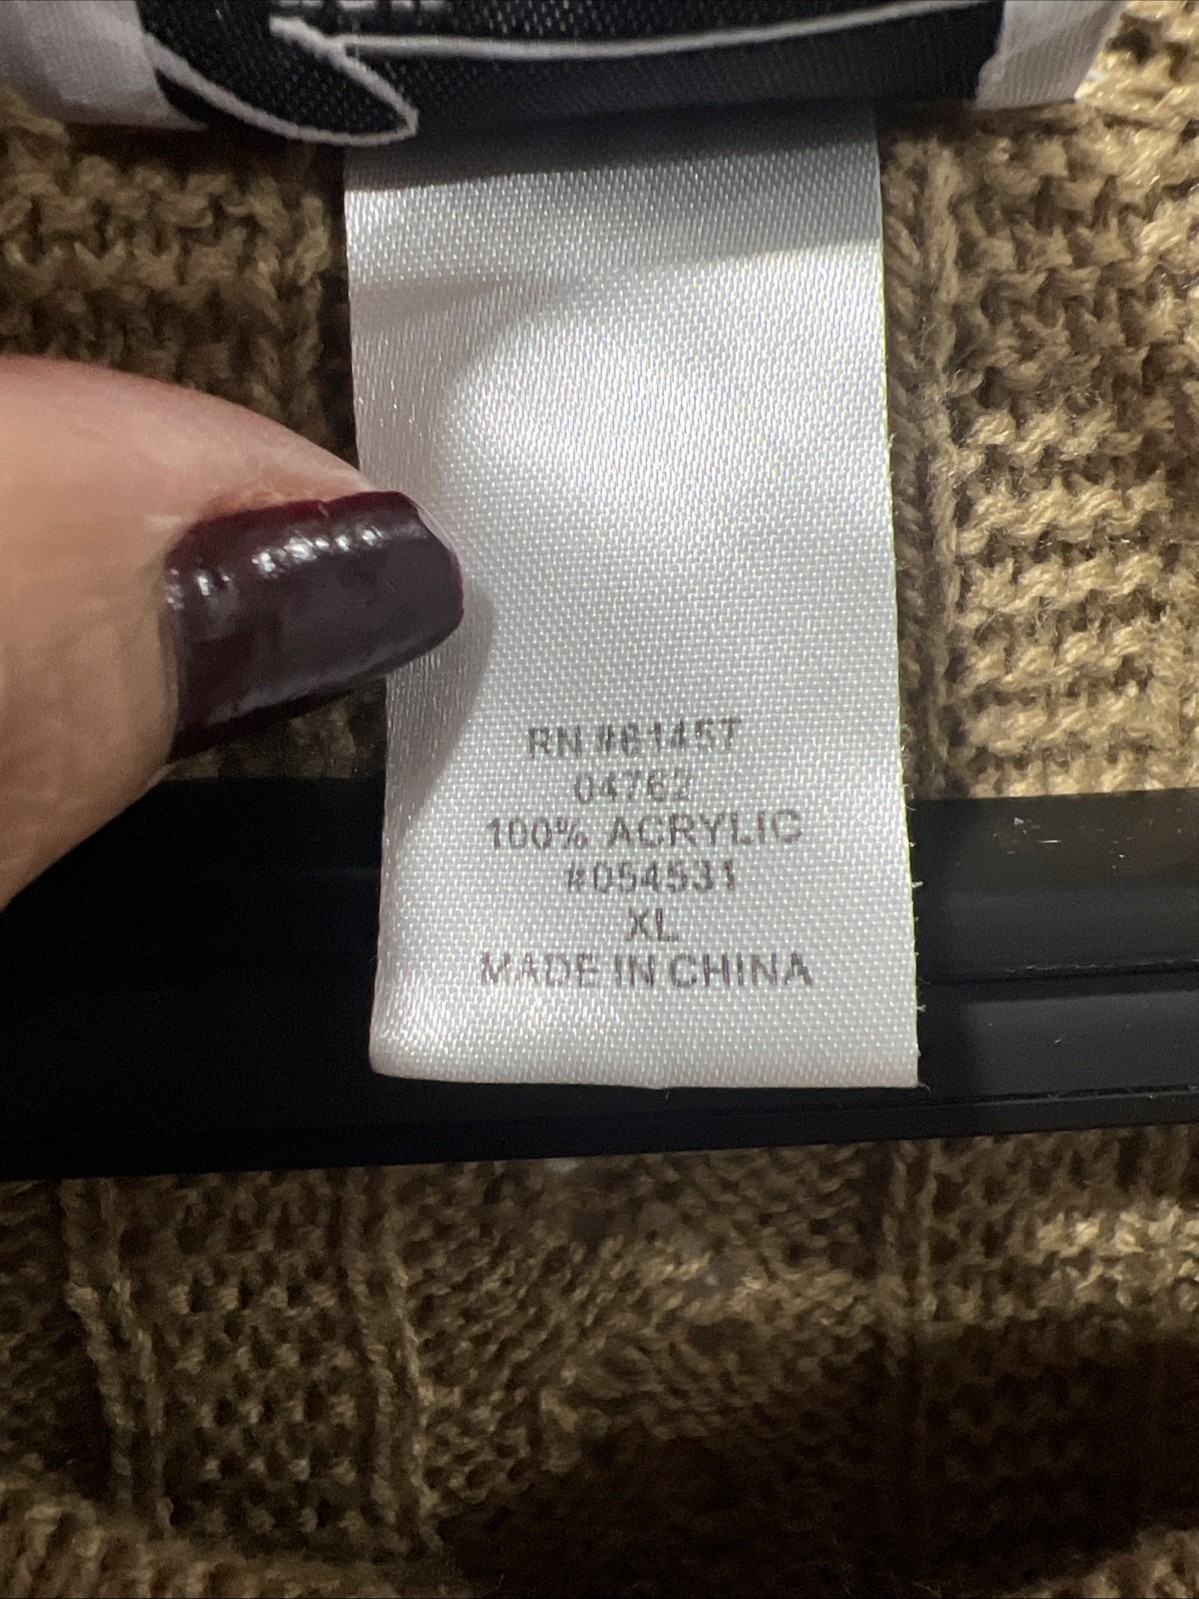 RN #61457
04762
100% ACRYLIC
#054531
XL
MADE IN CHINA